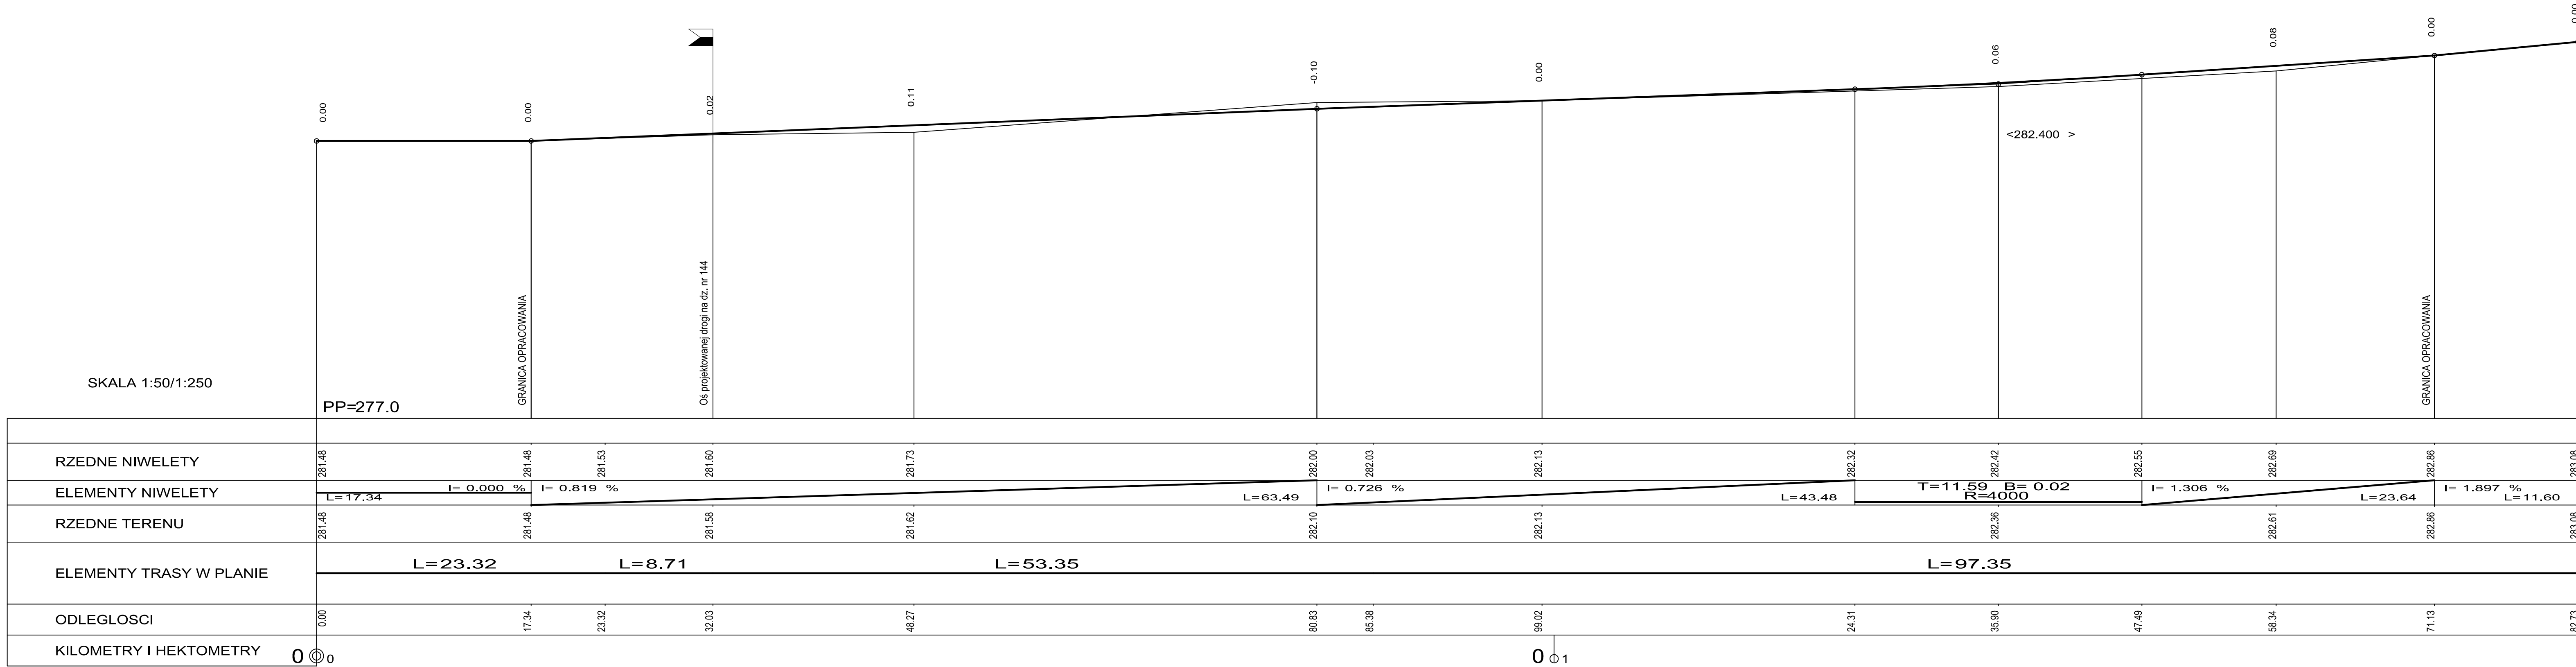 0.00 0.00 0.02 0.11 -0.10 0.00 0.06 0.08 0.00 0.00
<282.400 >
GRANICA OPRACOWANIA
Oś projektowanej drogi na dz. nr 144
GRANICA OPRACOWANIA
SKALA 1:50/1:250
PP=277.0
RZEDNE NIWELETY 281.48 281.48 281.53 281.60 281.73 282.00 282.03 282.13 282.32 282.42 282.55 282.69 282.86 283.08
ELEMENTY NIWELETY L=17.34 I= 0.000 % I= 0.819 % L=63.49 I= 0.726 % L=43.48 T=11.59 B= 0.02 R=4000 I= 1.306 % L=23.64 I= 1.897 % L=11.60
RZEDNE TERENU 281.48 281.48 281.58 281.62 282.10 282.13 282.36 282.61 282.86 283.08
ELEMENTY TRASY W PLANIE L=23.32 L=8.71 L=53.35 L=97.35
ODLEGLOSCI 0.00 17.34 23.32 32.03 48.27 80.83 85.38 99.02 24.31 35.90 47.49 58.34 71.13 82.73
KILOMETRY I HEKTOMETRY 0 0 0 1